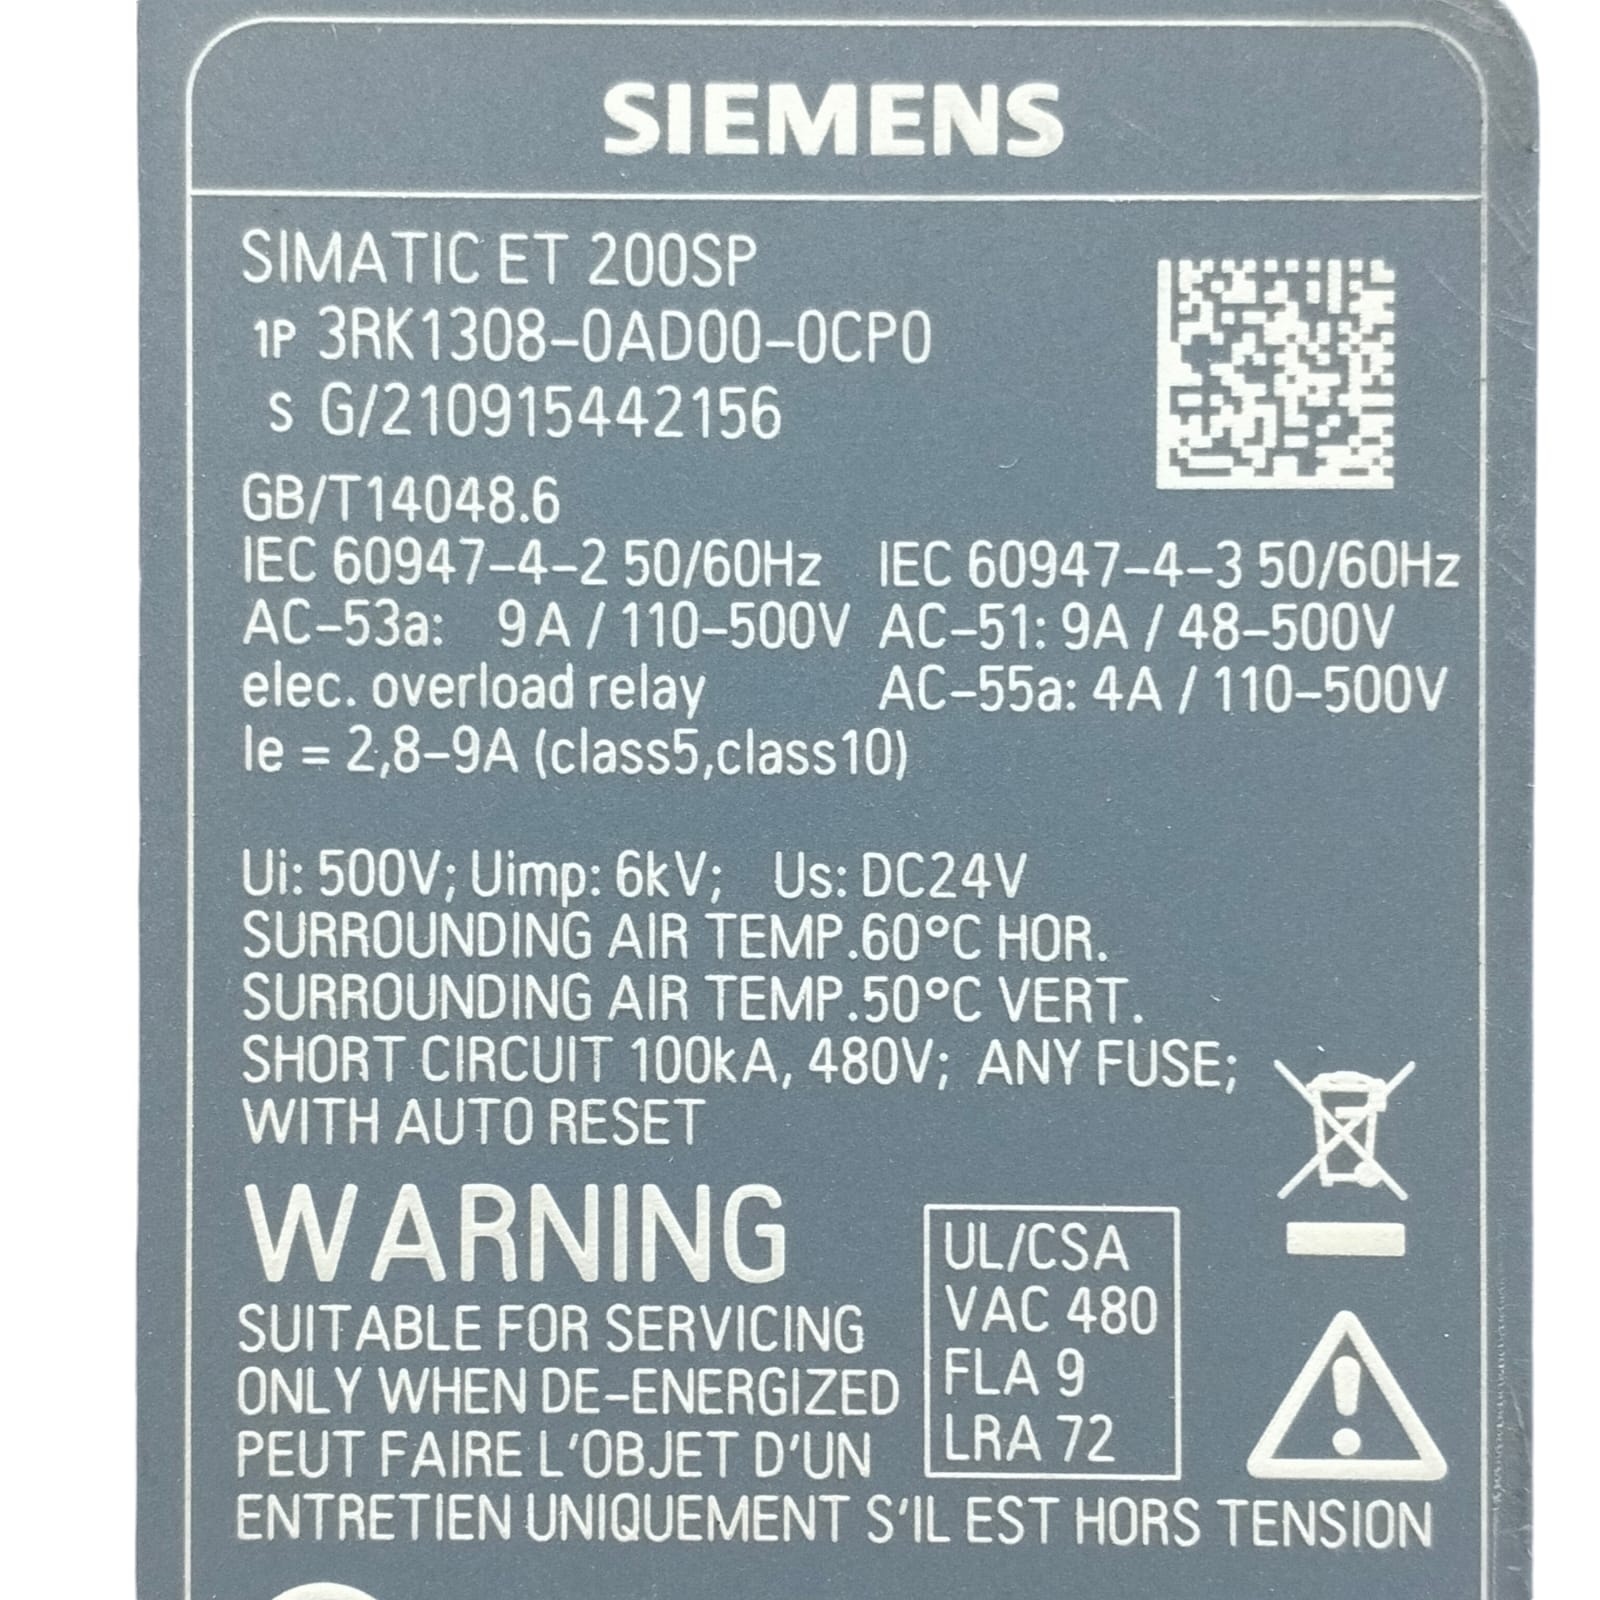 SIEMENS
SIMATIC ET 200SP
1P 3RK1308-0AD00-0CP0
S G/210915442156
GB/T14048.6
IEC 60947-4-2 50/60Hz IEC 60947-4-3 50/60Hz
AC-53a: 9A / 110-500V AC-51: 9A / 48-500V
elec. overload relay AC-55a: 4A / 110-500V
Ie = 2,8-9A (class5,class10)
Ui: 500V; Uimp: 6kV; Us: DC24V
SURROUNDING AIR TEMP.60°C HOR.
SURROUNDING AIR TEMP.50°C VERT.
SHORT CIRCUIT 100kA, 480V; ANY FUSE;
WITH AUTO RESET
WARNING
SUITABLE FOR SERVICING
ONLY WHEN DE-ENERGIZED
PEUT FAIRE L'OBJET D'UN
ENTRETIEN UNIQUEMENT S'IL EST HORS TENSION
UL/CSA
VAC 480
FLA 9
LRA 72